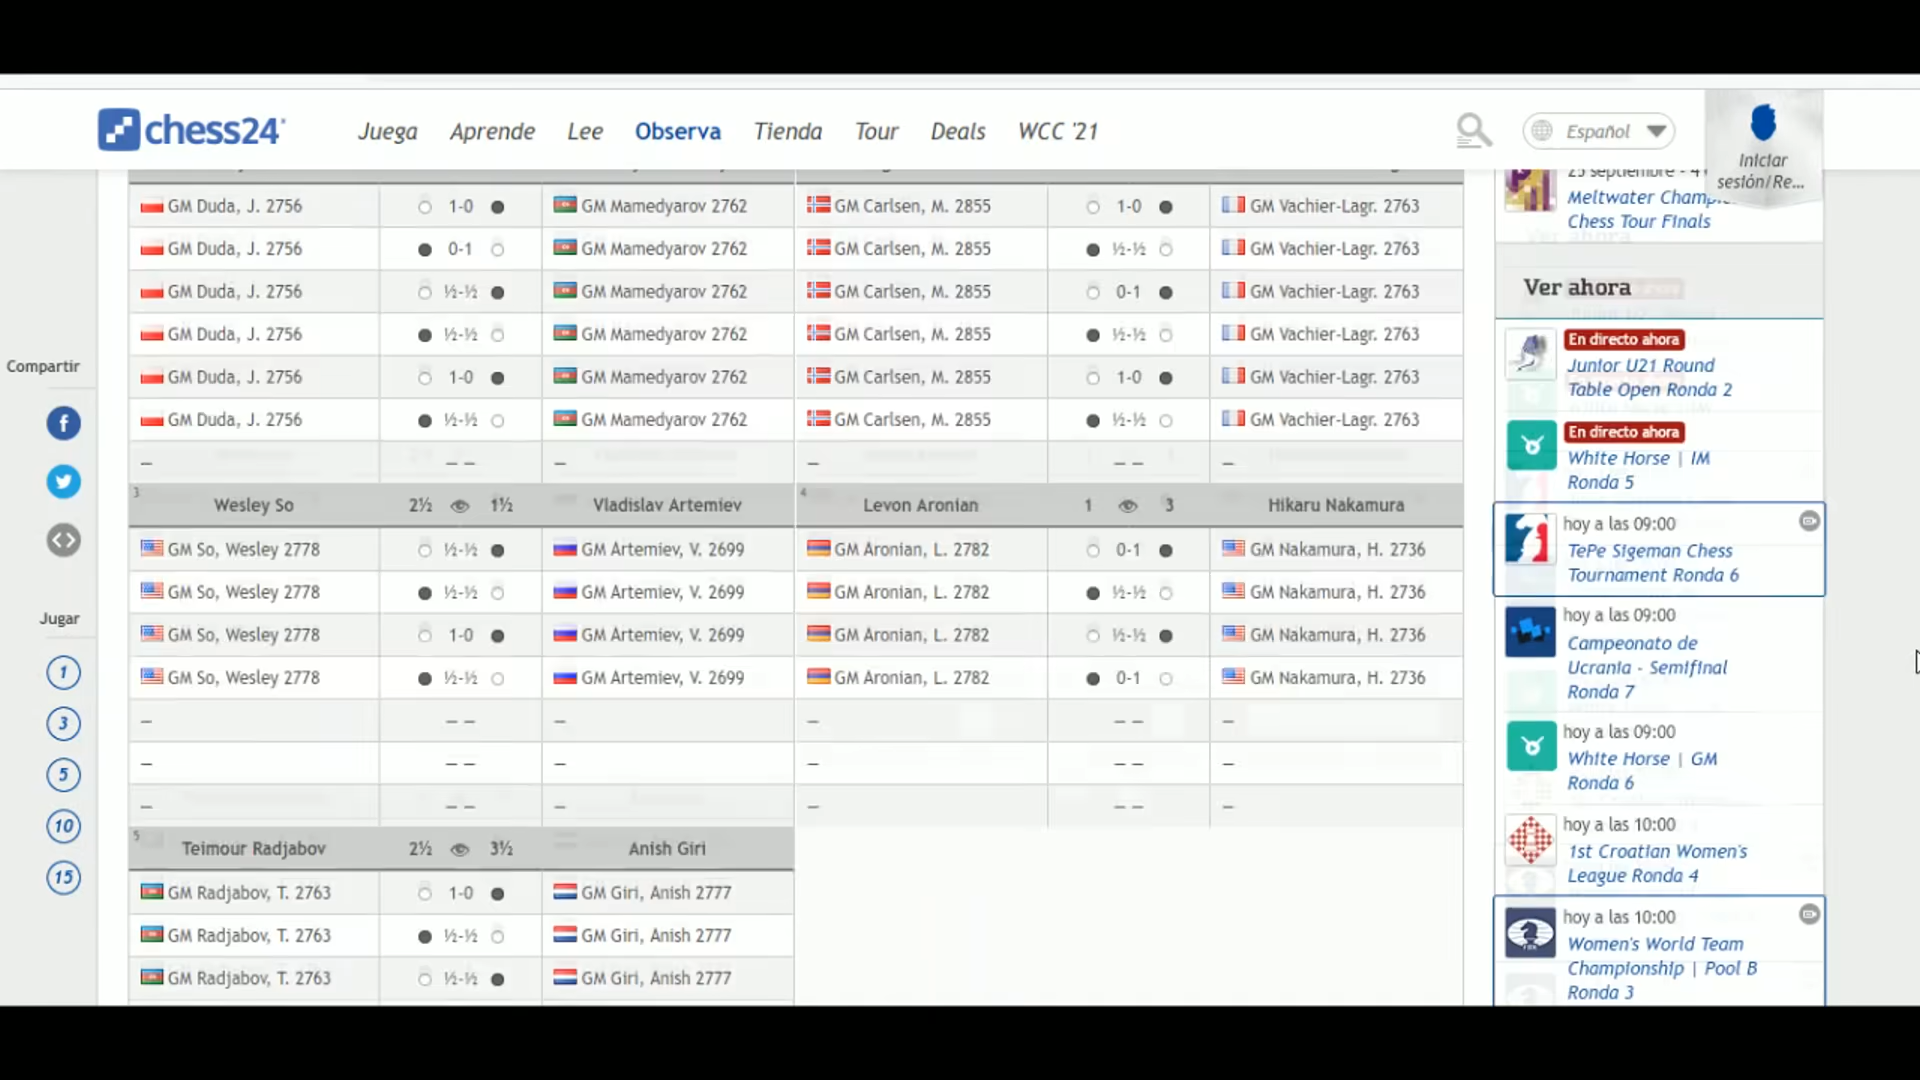 chess24
Juega Aprende Lee Observa Tienda Tour Deals WCC '21
Español
Iniciar
sesión/Re...
GM Duda, J. 2756 1-0 GM Mamedyarov 2762 GM Carlsen, M. 2855 1-0 GM Vachier-Lagr. 2763
GM Duda, J. 2756 0-1 GM Mamedyarov 2762 GM Carlsen, M. 2855 ½-½ GM Vachier-Lagr. 2763
GM Duda, J. 2756 ½-½ GM Mamedyarov 2762 GM Carlsen, M. 2855 0-1 GM Vachier-Lagr. 2763
GM Duda, J. 2756 ½-½ GM Mamedyarov 2762 GM Carlsen, M. 2855 ½-½ GM Vachier-Lagr. 2763
GM Duda, J. 2756 1-0 GM Mamedyarov 2762 GM Carlsen, M. 2855 1-0 GM Vachier-Lagr. 2763
GM Duda, J. 2756 ½-½ GM Mamedyarov 2762 GM Carlsen, M. 2855 ½-½ GM Vachier-Lagr. 2763
– – – – – – – –
3 Wesley So 2½ 1½ Vladislav Artemiev 4 Levon Aronian 1 3 Hikaru Nakamura
GM So, Wesley 2778 ½-½ GM Artemiev, V. 2699 GM Aronian, L. 2782 0-1 GM Nakamura, H. 2736
GM So, Wesley 2778 ½-½ GM Artemiev, V. 2699 GM Aronian, L. 2782 ½-½ GM Nakamura, H. 2736
GM So, Wesley 2778 1-0 GM Artemiev, V. 2699 GM Aronian, L. 2782 ½-½ GM Nakamura, H. 2736
GM So, Wesley 2778 ½-½ GM Artemiev, V. 2699 GM Aronian, L. 2782 0-1 GM Nakamura, H. 2736
– – – – – – – –
– – – – – – – –
– – – – – – – –
5 Teimour Radjabov 2½ 3½ Anish Giri
GM Radjabov, T. 2763 1-0 GM Giri, Anish 2777
GM Radjabov, T. 2763 ½-½ GM Giri, Anish 2777
GM Radjabov, T. 2763 ½-½ GM Giri, Anish 2777
Compartir
Jugar
1
3
5
10
15
25 septiembre - 4
Meltwater Champ...
Chess Tour Finals
Ver ahora
En directo ahora
Junior U21 Round
Table Open Ronda 2
En directo ahora
White Horse | IM
Ronda 5
hoy a las 09:00
TePe Sigeman Chess
Tournament Ronda 6
hoy a las 09:00
Campeonato de
Ucrania - Semifinal
Ronda 7
hoy a las 09:00
White Horse | GM
Ronda 6
hoy a las 10:00
1st Croatian Women's
League Ronda 4
hoy a las 10:00
Women's World Team
Championship | Pool B
Ronda 3